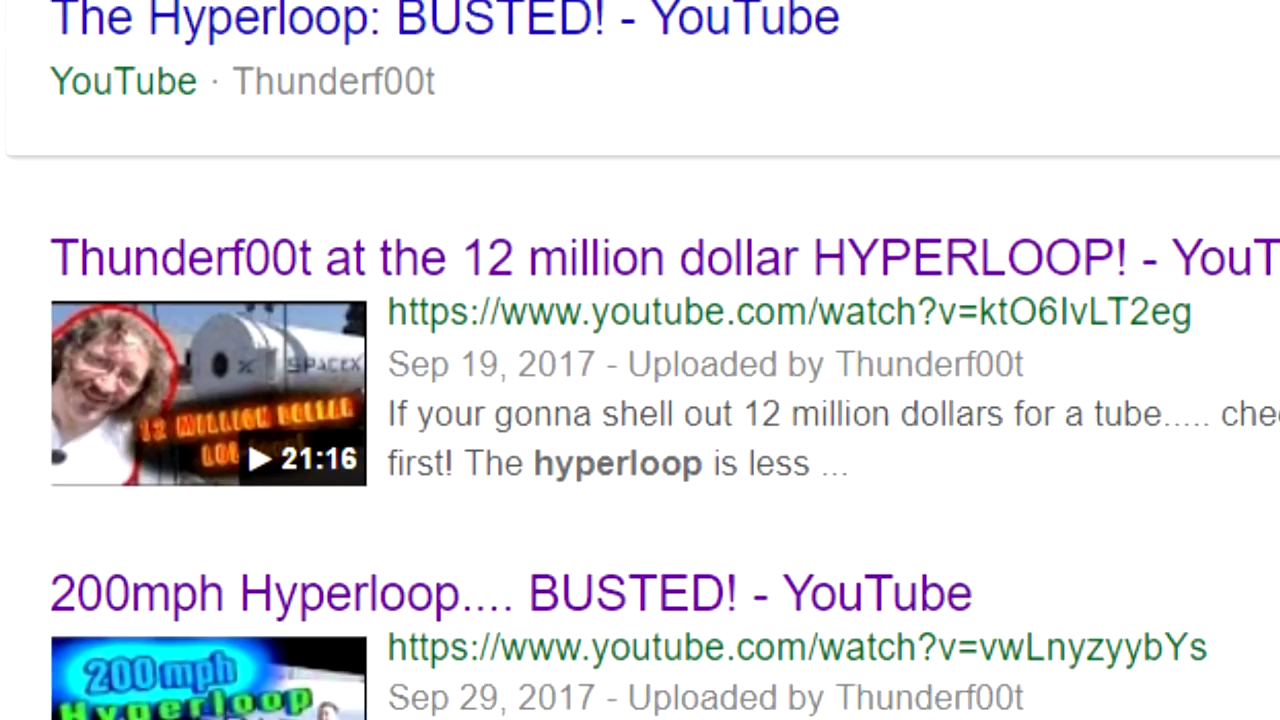 The Hyperloop: BUSTED! - YouTube
YouTube · Thunderf00t
Thunderf00t at the 12 million dollar HYPERLOOP! - YouT
https://www.youtube.com/watch?v=ktO6IvLT2eg
Sep 19, 2017 - Uploaded by Thunderf00t
If your gonna shell out 12 million dollars for a tube..... chec
first! The hyperloop is less ...
SPACEX
12 MILLION DOLLAR
21:16
200mph Hyperloop.... BUSTED! - YouTube
https://www.youtube.com/watch?v=vwLnyzyybYs
Sep 29, 2017 - Uploaded by Thunderf00t
200mph
Hyperloop